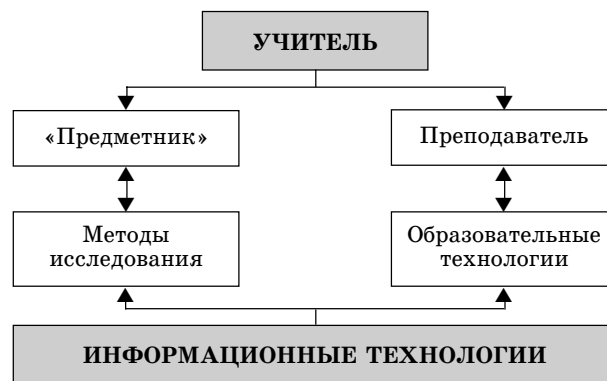 УЧИТЕЛЬ
«Предметник»
Преподаватель
Методы
исследования
Образовательные
технологии
ИНФОРМАЦИОННЫЕ ТЕХНОЛОГИИ